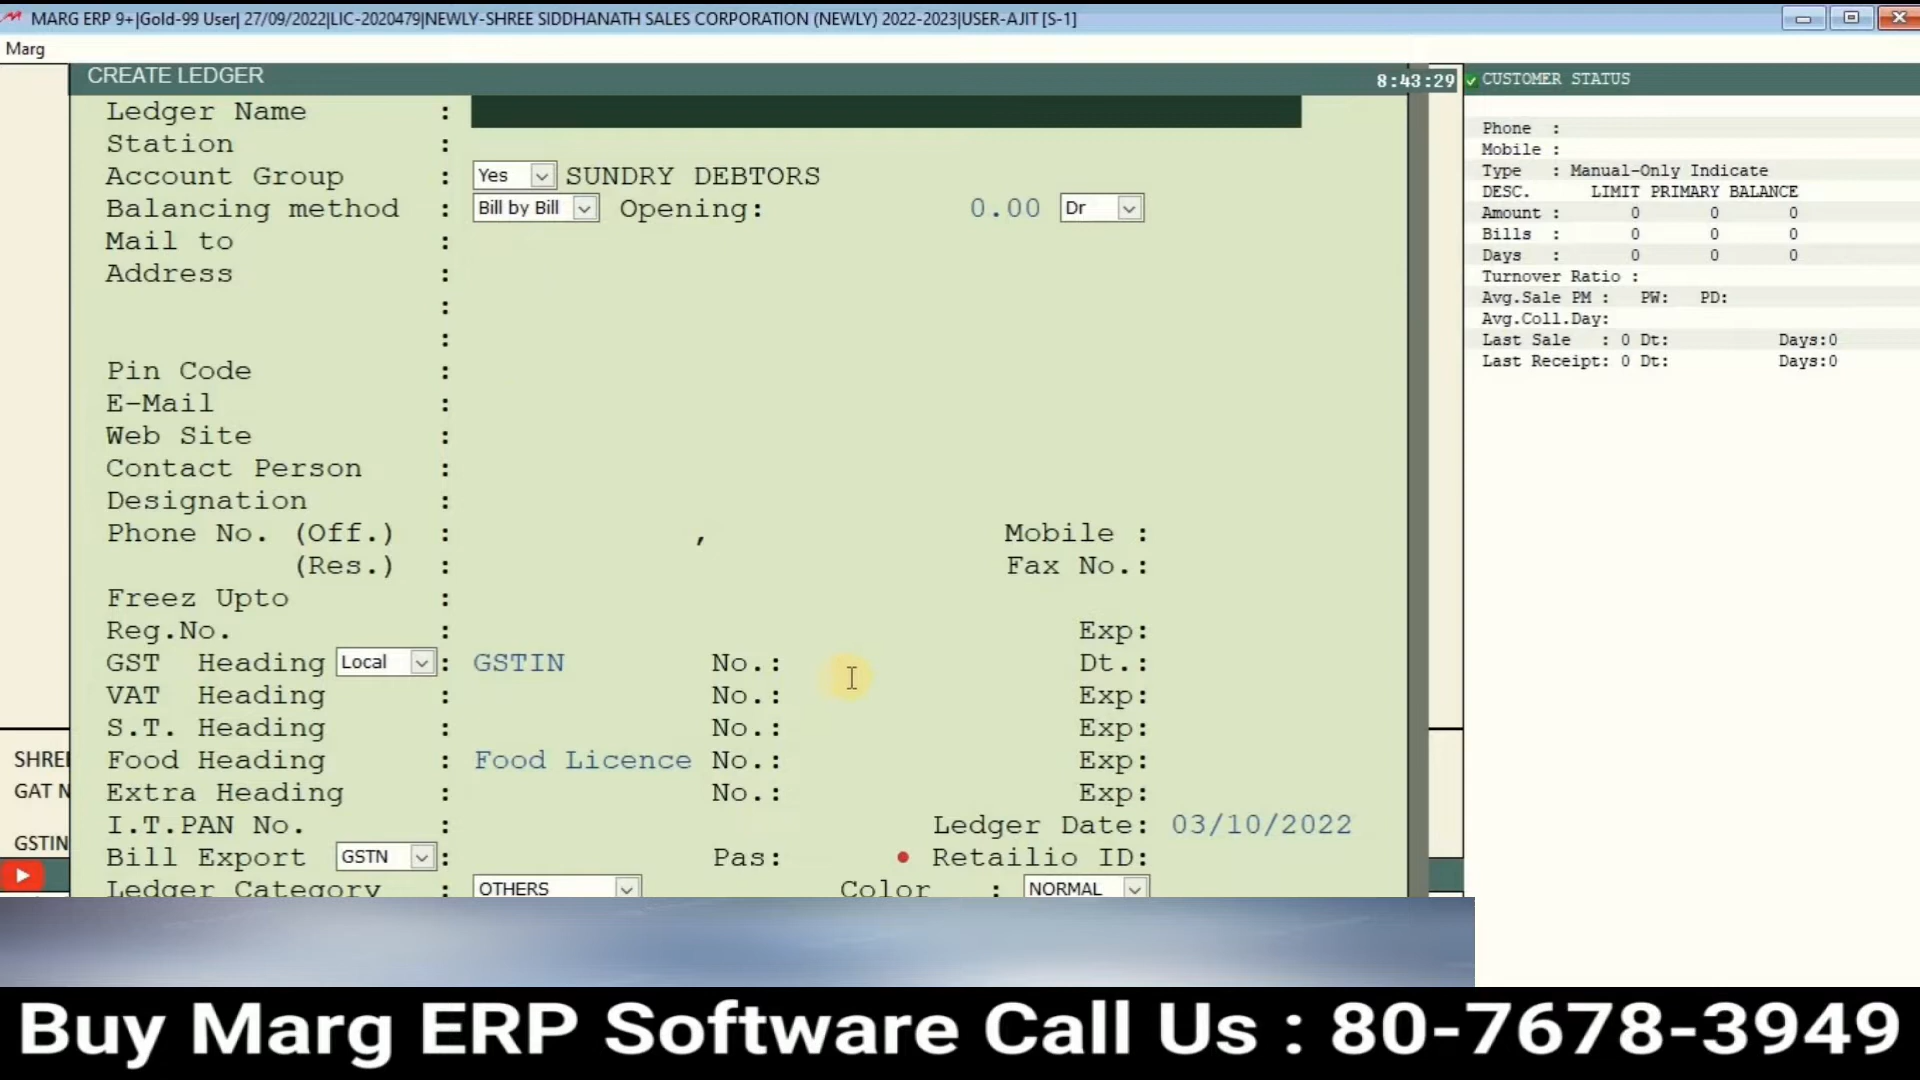 MARG ERP 9+|Gold-99 User| 27/09/2022|LIC-2020479|NEWLY-SHREE SIDDHANATH SALES CORPORATION (NEWLY) 2022-2023|USER-AJIT [S-1]
Marg
CREATE LEDGER 8:43:29
Ledger Name :
Station :
Account Group : Yes SUNDRY DEBTORS
Balancing method : Bill by Bill Opening: 0.00 Dr
Mail to :
Address :
:
:
Pin Code :
E-Mail :
Web Site :
Contact Person :
Designation :
Phone No. (Off.) : , Mobile :
(Res.) : Fax No.:
Freez Upto :
Reg.No. : Exp:
GST Heading Local : GSTIN No.: Dt.:
VAT Heading : No.: Exp:
S.T. Heading : No.: Exp:
Food Heading : Food Licence No.: Exp:
Extra Heading : No.: Exp:
I.T.PAN No. : Ledger Date: 03/10/2022
Bill Export GSTN : Pas: Retailio ID:
Ledger Category : OTHERS Color : NORMAL
CUSTOMER STATUS
Phone :
Mobile :
Type : Manual-Only Indicate
DESC. LIMIT PRIMARY BALANCE
Amount : 0 0 0
Bills : 0 0 0
Days : 0 0 0
Turnover Ratio :
Avg.Sale PM : PW: PD:
Avg.Coll.Day:
Last Sale : 0 Dt: Days:0
Last Receipt: 0 Dt: Days:0
GAT N
GSTIN
Buy Marg ERP Software Call Us : 80-7678-3949